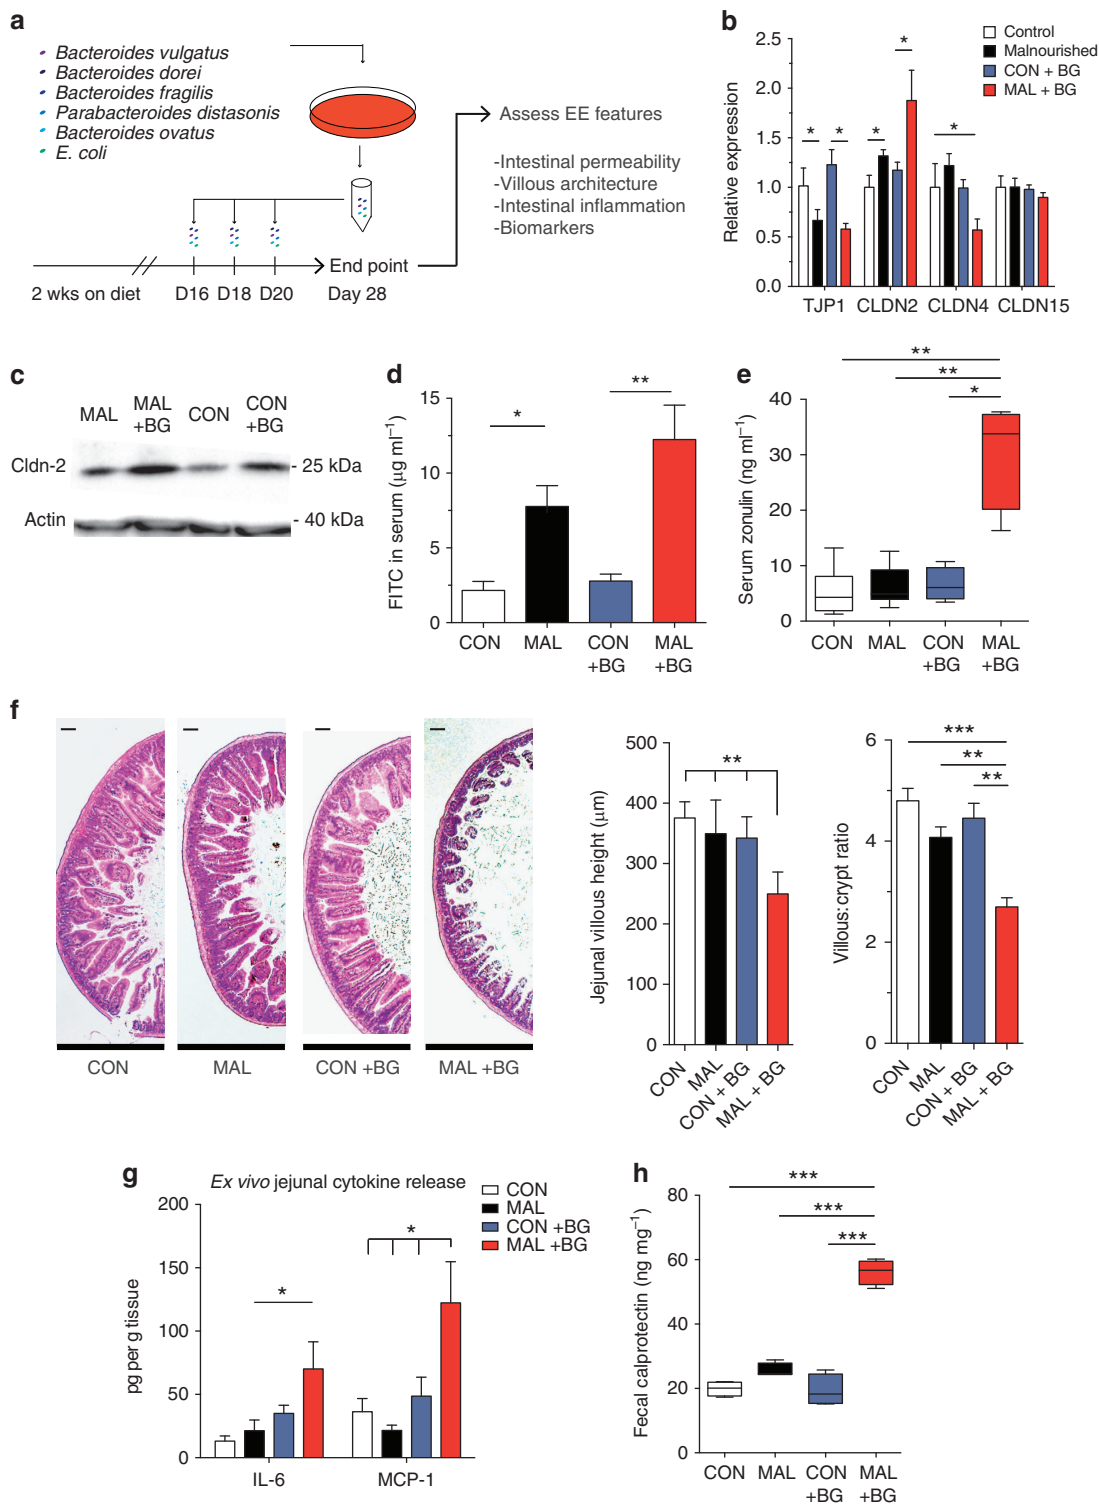 a
Bacteroides vulgatus
Bacteroides dorei
Bacteroides fragilis
Parabacteroides distasonis
Bacteroides ovatus
E. coli
Assess EE features
-Intestinal permeability
-Villous architecture
-Intestinal inflammation
-Biomarkers
End point
2 wks on diet
D16 D18 D20
Day 28
b
Control
Malnourished
CON + BG
MAL + BG
Relative expression
2.5
2.0
1.5
1.0
0.5
0.0
* * * * *
TJP1 CLDN2 CLDN4 CLDN15
c
MAL MAL +BG CON CON +BG
Cldn-2
- 25 kDa
Actin
- 40 kDa
d
FITC in serum (μg ml⁻¹)
15
10
5
0
* **
CON MAL CON +BG MAL +BG
e
Serum zonulin (ng ml⁻¹)
40
30
20
10
0
**
**
*
CON MAL CON +BG MAL +BG
f
CON MAL CON +BG MAL +BG
Jejunal villous height (μm)
500
400
300
200
100
0
**
CON MAL CON + BG MAL + BG
Villous: crypt ratio
6
4
2
0
***
**
**
CON MAL CON + BG MAL + BG
g
Ex vivo jejunal cytokine release
CON
MAL
CON +BG
MAL +BG
pg per g tissue
200
150
100
50
0
* *
IL-6 MCP-1
h
Fecal calprotectin (ng mg⁻¹)
80
60
40
20
0
***
***
***
CON MAL CON +BG MAL +BG